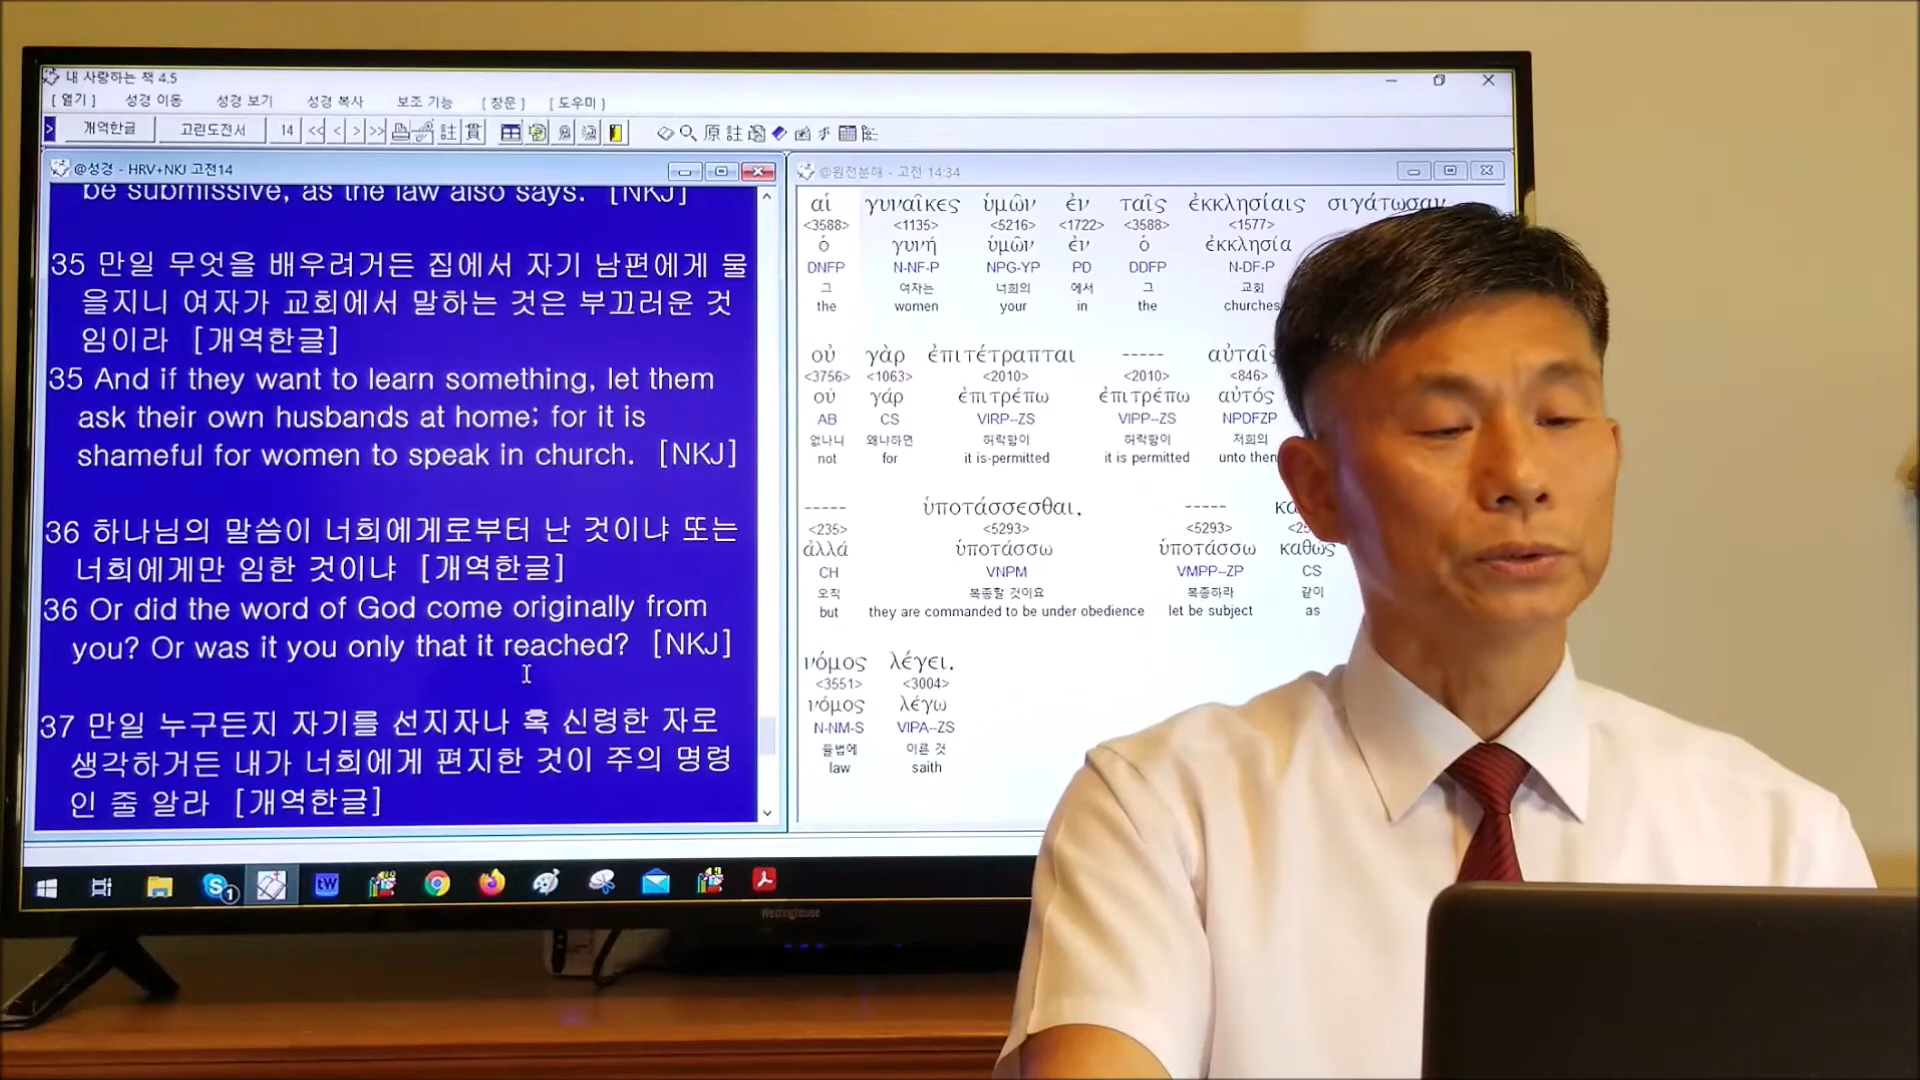 내 사랑하는 책 4.5
[ 열기 ] 성경 이동 성경 보기 성경 복사 보조 기능 [ 창문 ] [ 도우미 ]
개역한글 고린도전서 14 << < > >> 註 貫 原 註
@성경 - HRV+NKJ 고전14
be submissive, as the law also says. [NKJ]
35 만일 무엇을 배우려거든 집에서 자기 남편에게 물
을지니 여자가 교회에서 말하는 것은 부끄러운 것
임이라 [개역한글]
35 And if they want to learn something, let them
ask their own husbands at home; for it is
shameful for women to speak in church. [NKJ]
36 하나님의 말씀이 너희에게로부터 난 것이냐 또는
너희에게만 임한 것이냐 [개역한글]
36 Or did the word of God come originally from
you? Or was it you only that it reached? [NKJ]
37 만일 누구든지 자기를 선지자나 혹 신령한 자로
생각하거든 내가 너희에게 편지한 것이 주의 명령
인 줄 알라 [개역한글]
@원전분해 - 고전 14:34
αἱ γυναῖκες ὑμῶν ἐν ταῖς ἐκκλησίαις σιγάτωσαν
<3588> <1135> <5216> <1722> <3588> <1577>
ὁ γυνή ὑμῶν ἐν ὁ ἐκκλησία
DNFP N-NF-P NPG-YP PD DDFP N-DF-P
그 여자는 너희의 에서 그 교회
the women your in the churches
οὐ γὰρ ἐπιτέτραπται ----- αὐταῖς
<3756> <1063> <2010> <2010> <846>
οὐ γάρ ἐπιτρέπω ἐπιτρέπω αὐτός
AB CS VIRP--ZS VIPP--ZS NPDFZP
없나니 왜냐하면 허락함이 허락함이 저희의
not for it is-permitted it is permitted unto
----- ὑποτάσσεσθαι, -----
<235> <5293> <5293>
ἀλλά ὑποτάσσω ὑποτάσσω καθώς
CH VNPM VMPP--ZP CS
오직 복종할 것이요 복종하라 같이
but they are commanded to be under obedience let be subject as
νόμος λέγει.
<3551> <3004>
νόμος λέγω
N-NM-S VIPA--ZS
율법에 이른 것
law saith
tW
Westinghouse